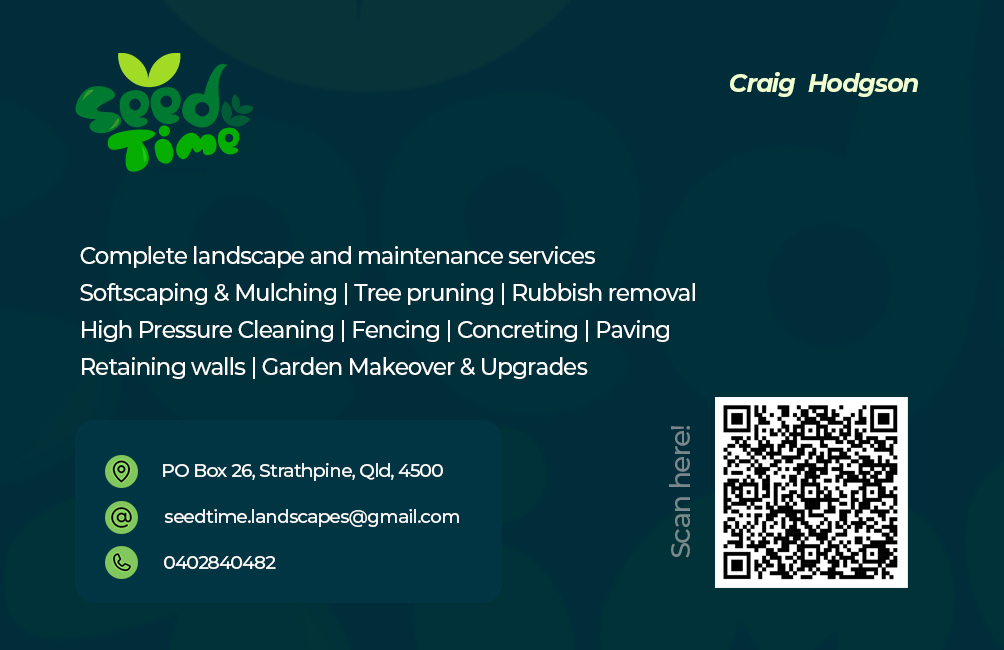 Seed
Time
Craig Hodgson
Complete landscape and maintenance services
Softscaping & Mulching | Tree pruning | Rubbish removal
High Pressure Cleaning | Fencing | Concreting | Paving
Retaining walls | Garden Makeover & Upgrades
PO Box 26, Strathpine, Qld, 4500
seedtime.landscapes@gmail.com
0402840482
Scan here!